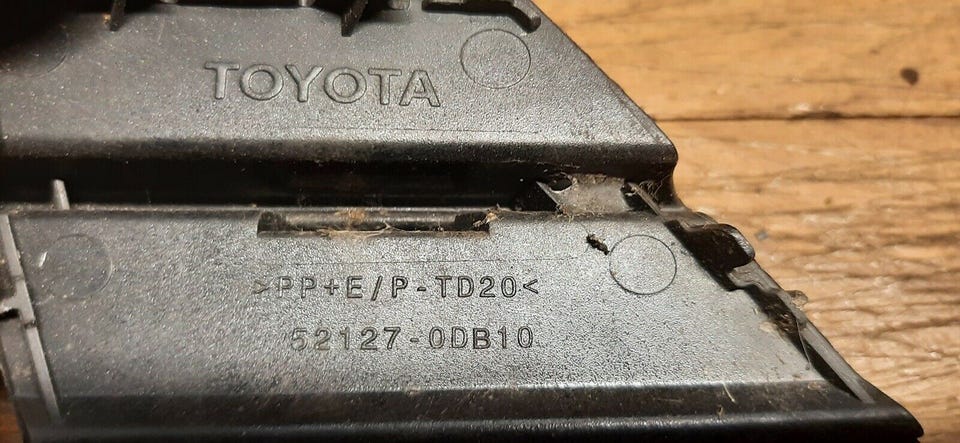 TOYOTA
>PP+E/P-TD20<
52127-0DB10